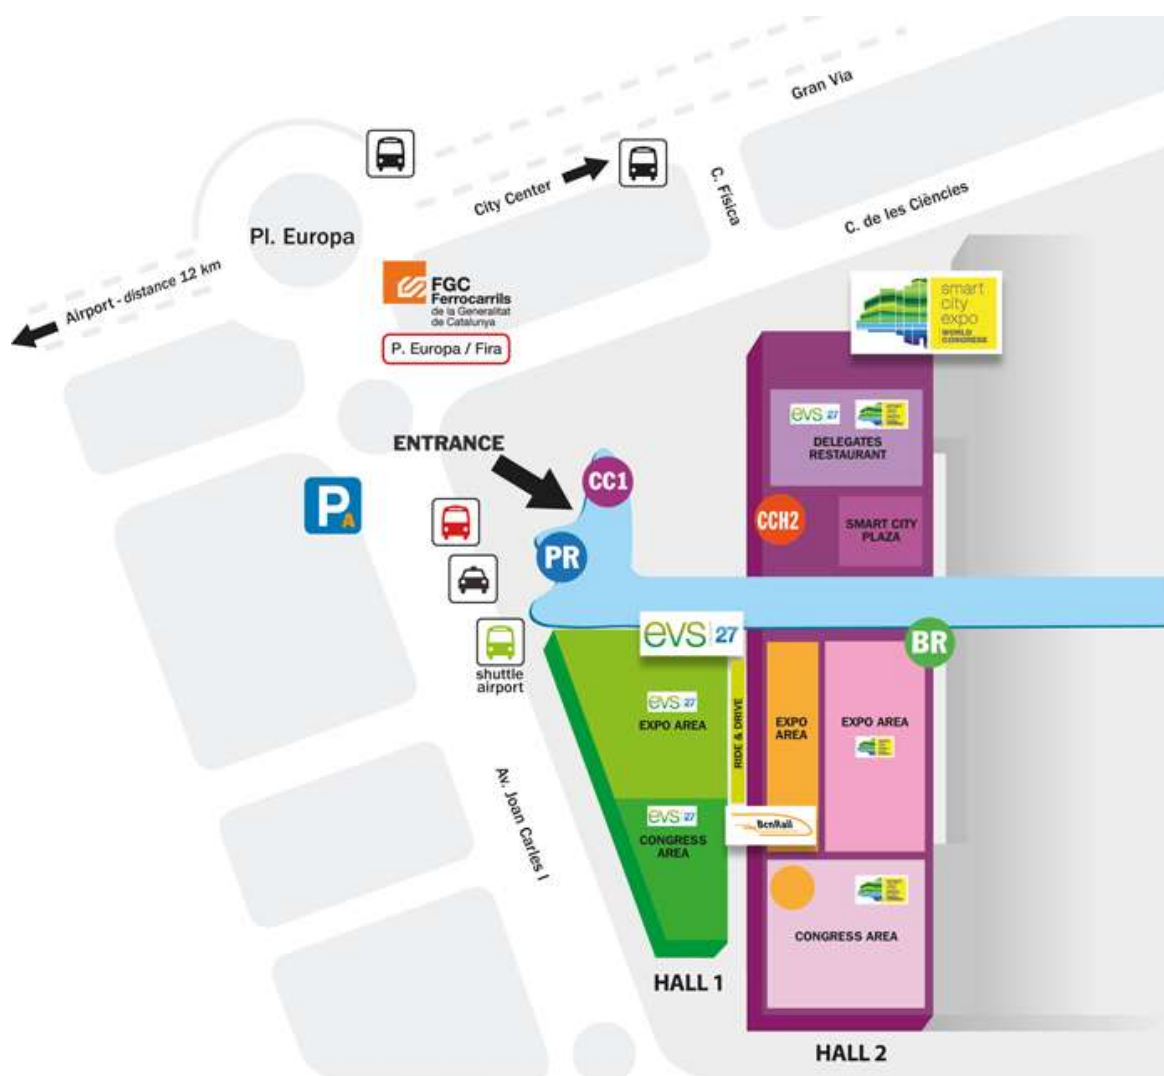 Gran Vía
City Center
C. Física
C. de les Ciències
Pl. Europa
Airport - distance 12 km
FGC
Ferrocarrils
de la Generalitat
de Catalunya
P. Europa / Fira
smart
city
expo
WORLD
CONGRESS
ENTRANCE
CC1
evs 27
DELEGATES
RESTAURANT
P
A
CCH2
SMART CITY
PLAZA
PR
evs 27
BR
shuttle
airport
evs 27
EXPO AREA
RIDE & DRIVE
EXPO
AREA
EXPO AREA
Av. Joan Carles I
evs 27
CONGRESS
AREA
BcnRail
CONGRESS AREA
HALL 1
HALL 2